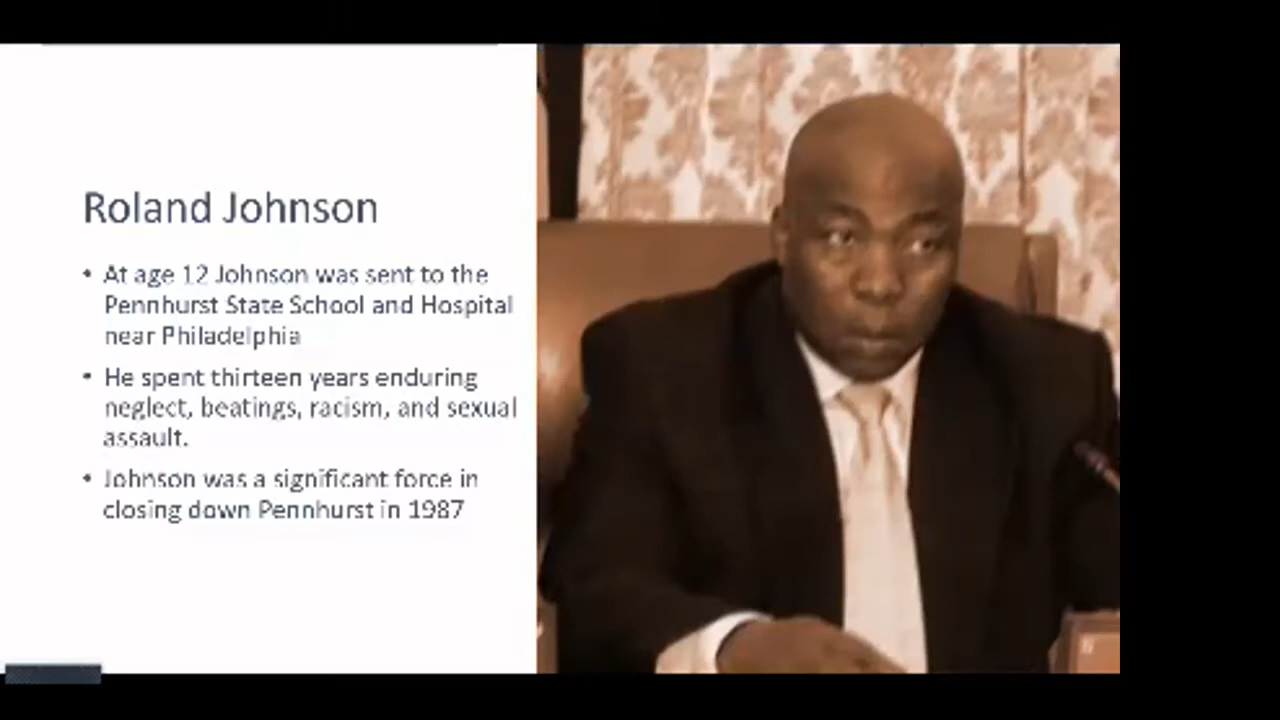 Roland Johnson
• At age 12 Johnson was sent to the
Pennhurst State School and Hospital
near Philadelphia
• He spent thirteen years enduring
neglect, beatings, racism, and sexual
assault.
• Johnson was a significant force in
closing down Pennhurst in 1987